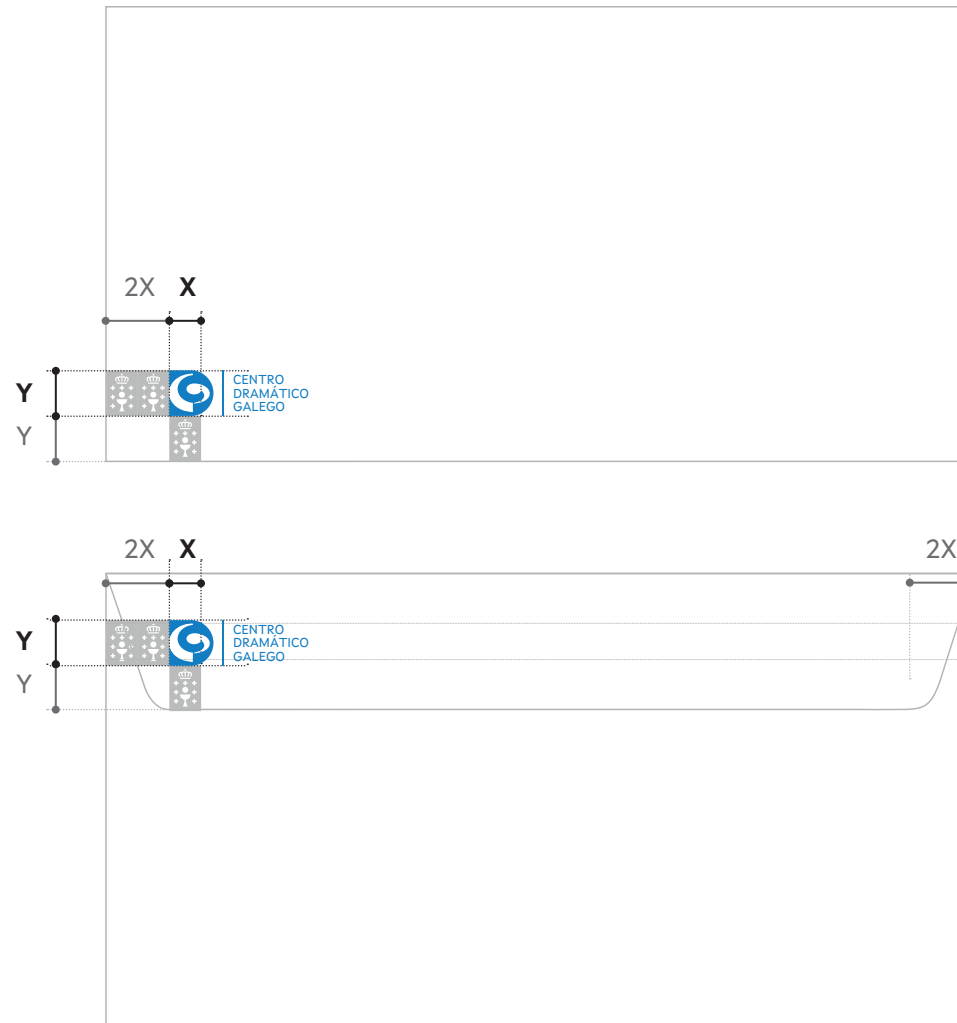 2X X
Y
CENTRO
DRAMÁTICO
GALEGO
Y
2X X 2X
Y
CENTRO
DRAMÁTICO
GALEGO
Y